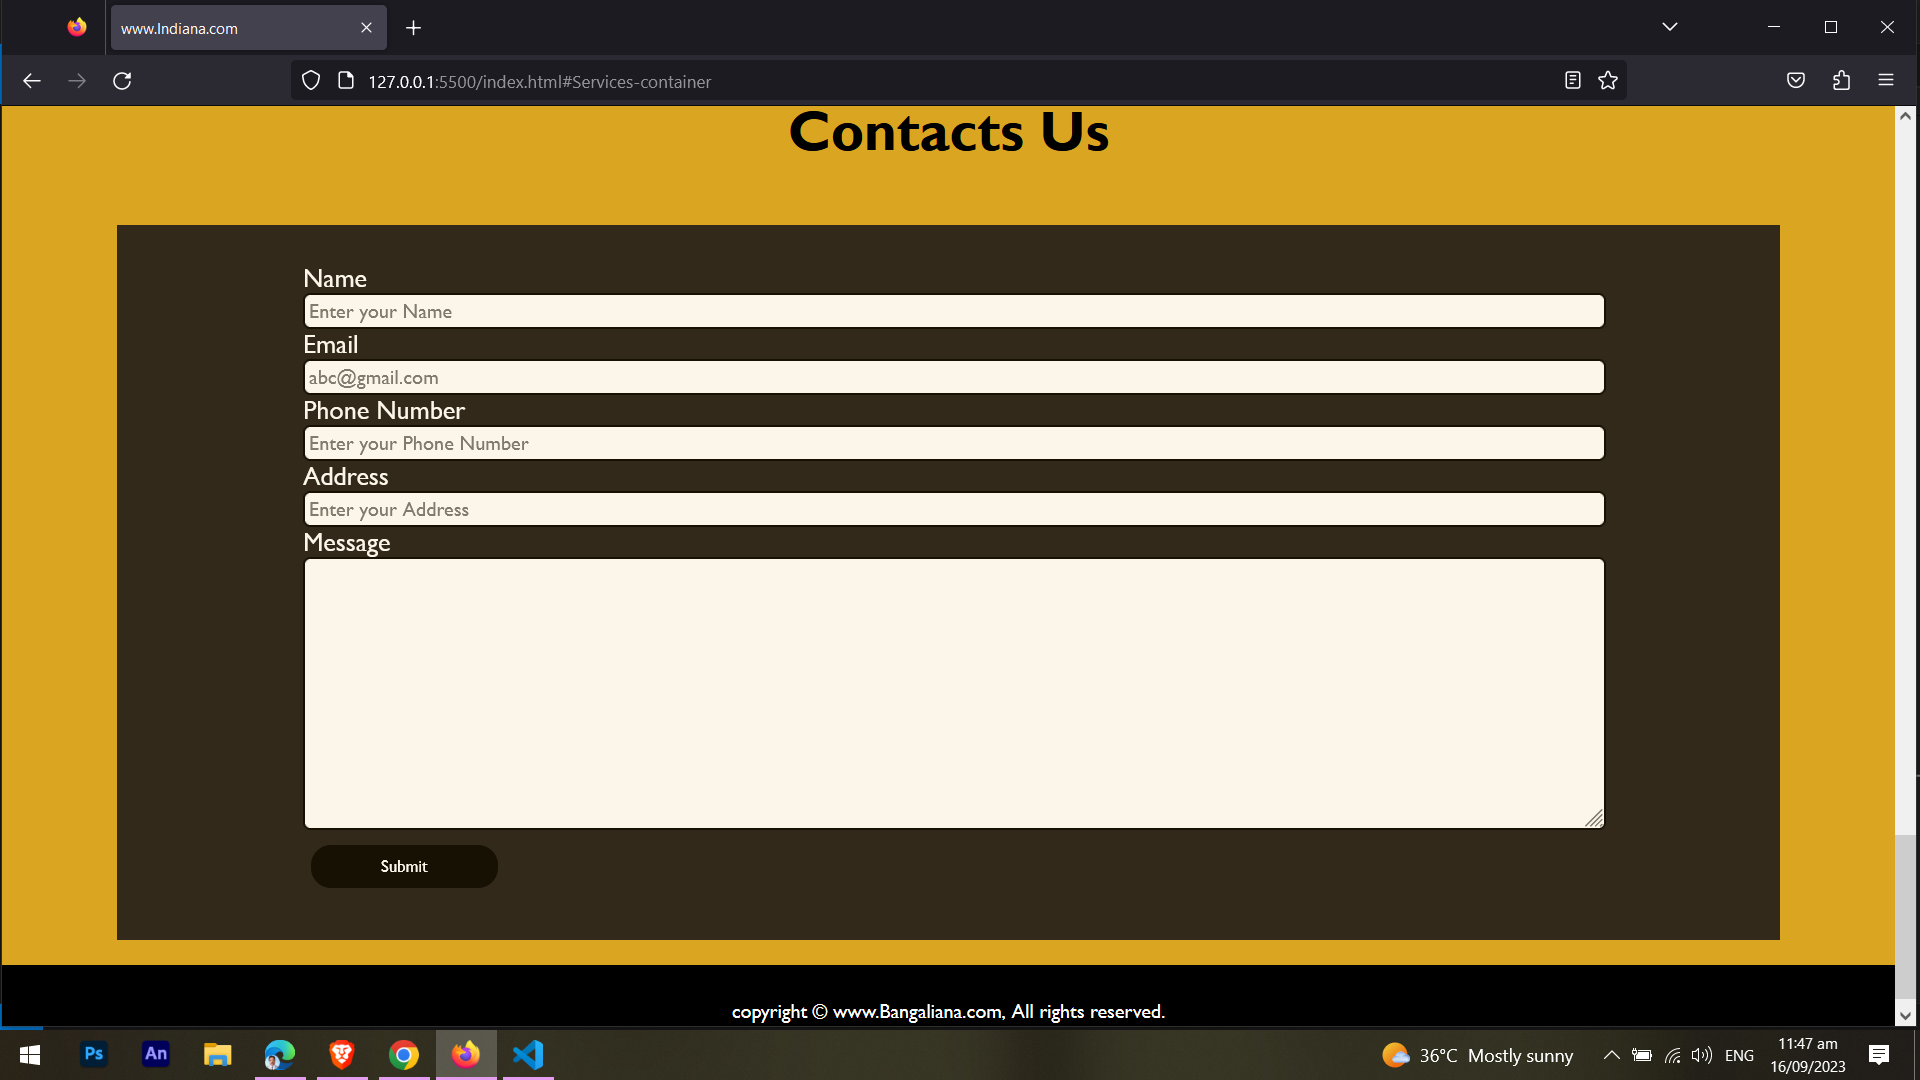 www.Indiana.com
127.0.0.1:5500/index.html#Services-container
Contacts Us
Name
Enter your Name
Email
abc@gmail.com
Phone Number
Enter your Phone Number
Address
Enter your Address
Message
Submit
copyright © www.Bangaliana.com, All rights reserved.
Ps
An
36°C Mostly sunny
ENG
11:47 am
16/09/2023